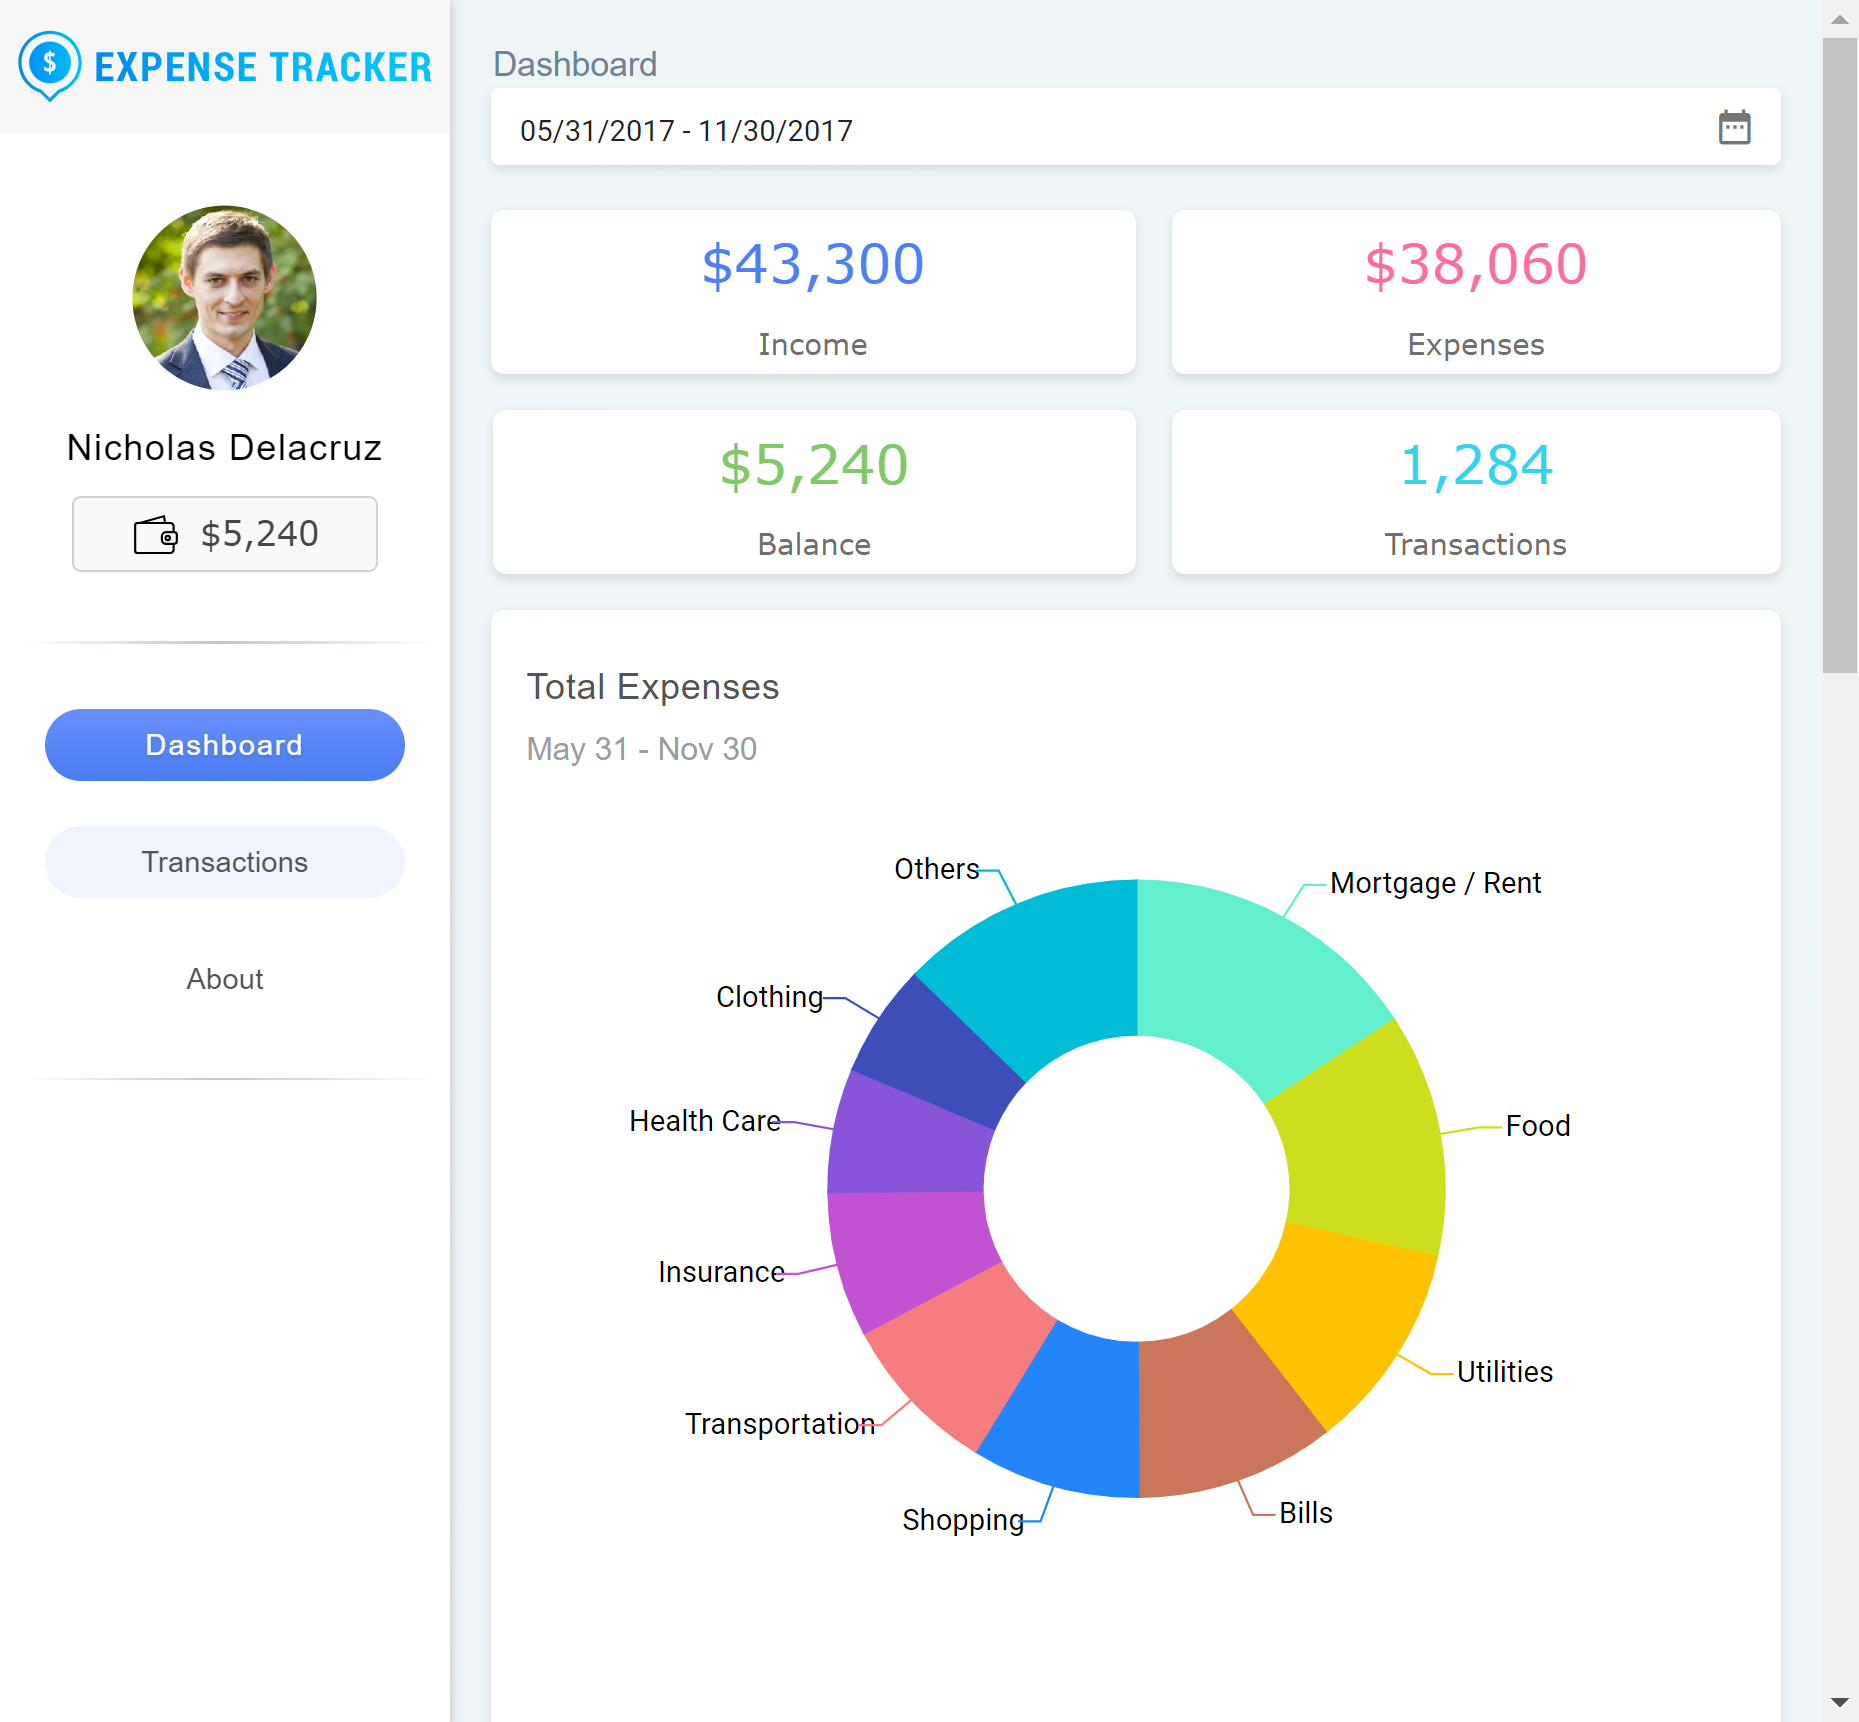 $ EXPENSE TRACKER
Nicholas Delacruz
$5,240
Dashboard
Transactions
About
Dashboard
05/31/2017 - 11/30/2017
$43,300
Income
$38,060
Expenses
$5,240
Balance
1,284
Transactions
Total Expenses
May 31 - Nov 30
Others
Mortgage / Rent
Clothing
Health Care
Food
Insurance
Utilities
Transportation
Shopping
Bills